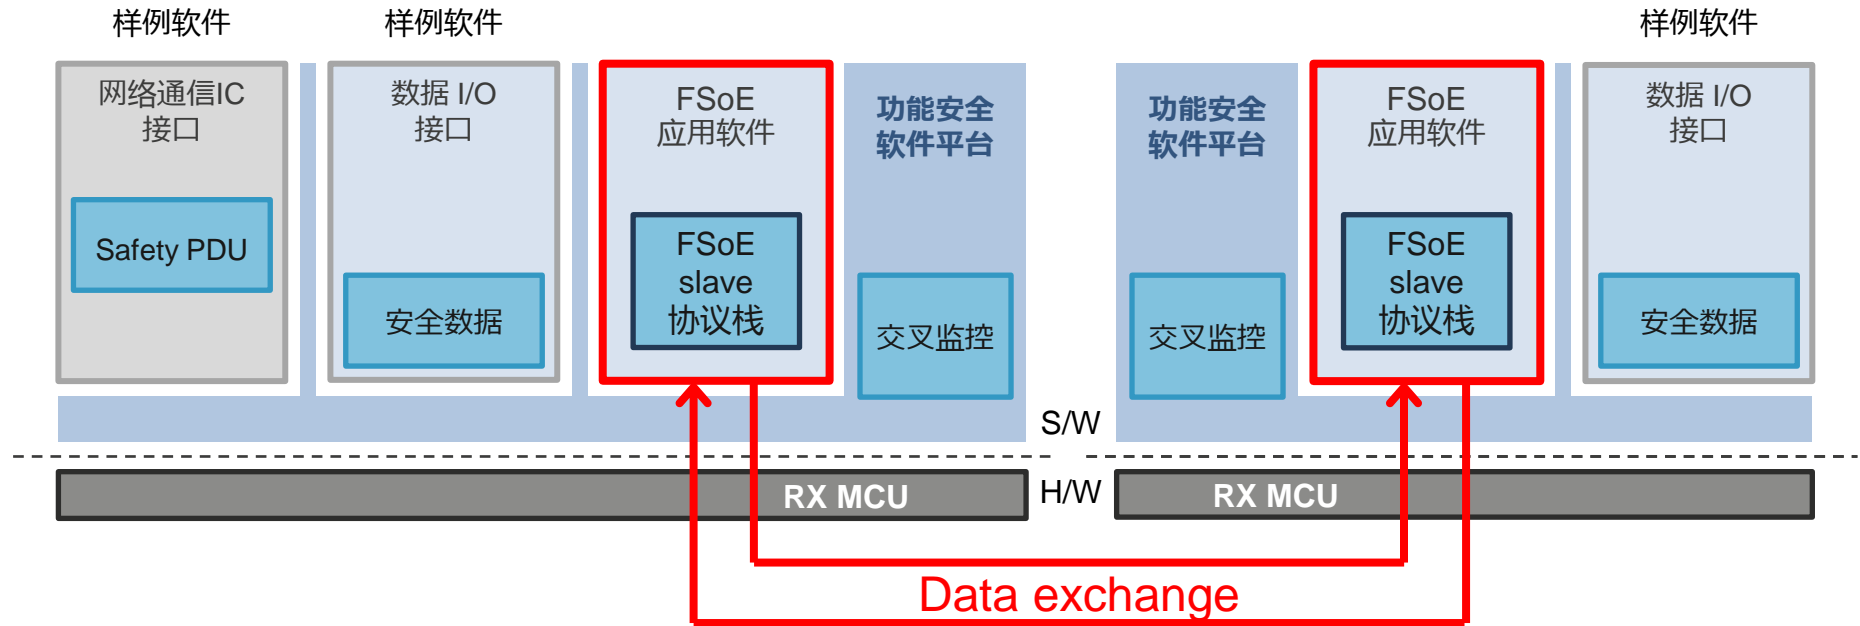 样例软件
样例软件
样例软件
网络通信IC
接口
Safety PDU
数据 I/O
接口
安全数据
FSoE
应用软件
FSoE
slave
协议栈
功能安全
软件平台
交叉监控
功能安全
软件平台
交叉监控
FSoE
应用软件
FSoE
slave
协议栈
数据 I/O
接口
安全数据
S/W
RX MCU
H/W
RX MCU
Data exchange